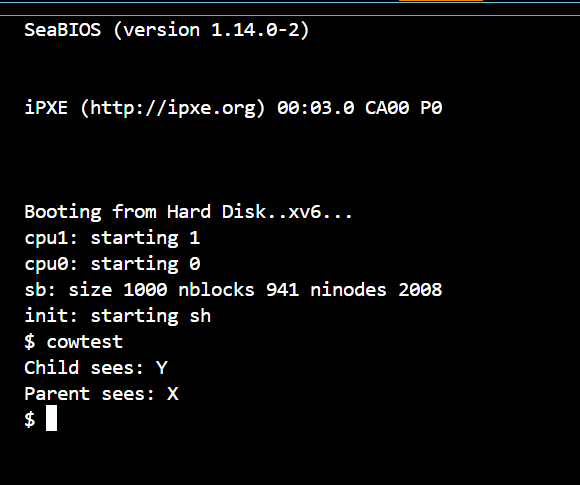 SeaBIOS (version 1.14.0-2)
iPXE (http://ipxe.org) 00:03.0 CA00 P0
Booting from Hard Disk..xv6...
cpu1: starting 1
cpu0: starting 0
sb: size 1000 nblocks 941 ninodes 2008
init: starting sh
$ cowtest
Child sees: Y
Parent sees: X
$